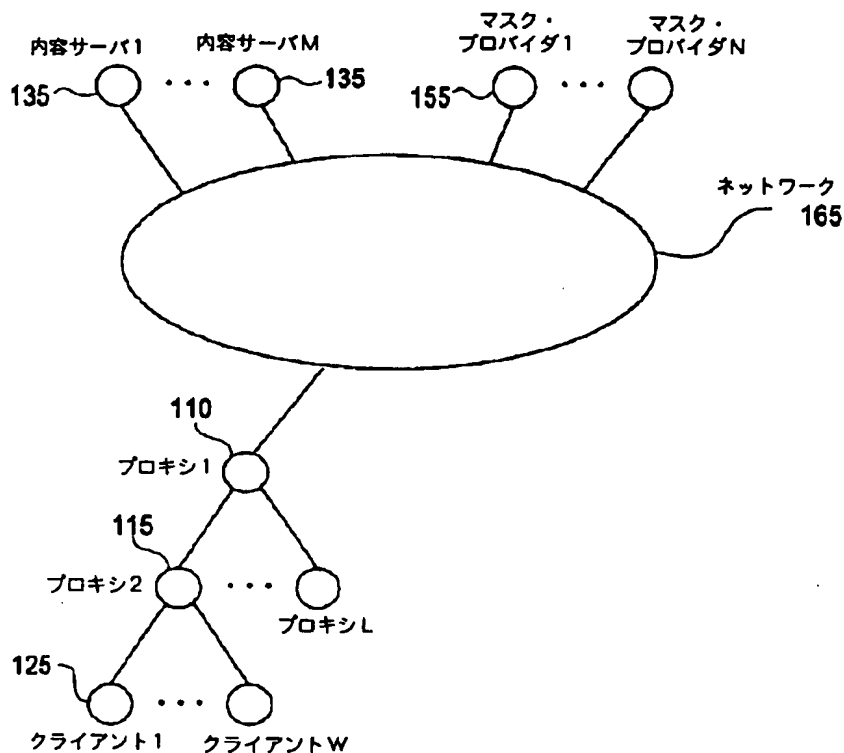 内容サーバ1
内容サーバM
マスク・
プロバイダ1
マスク・
プロバイダN
135
135
155
ネットワーク
165
110
プロキシ1
115
プロキシ2
プロキシL
125
クライアント1
クライアントW